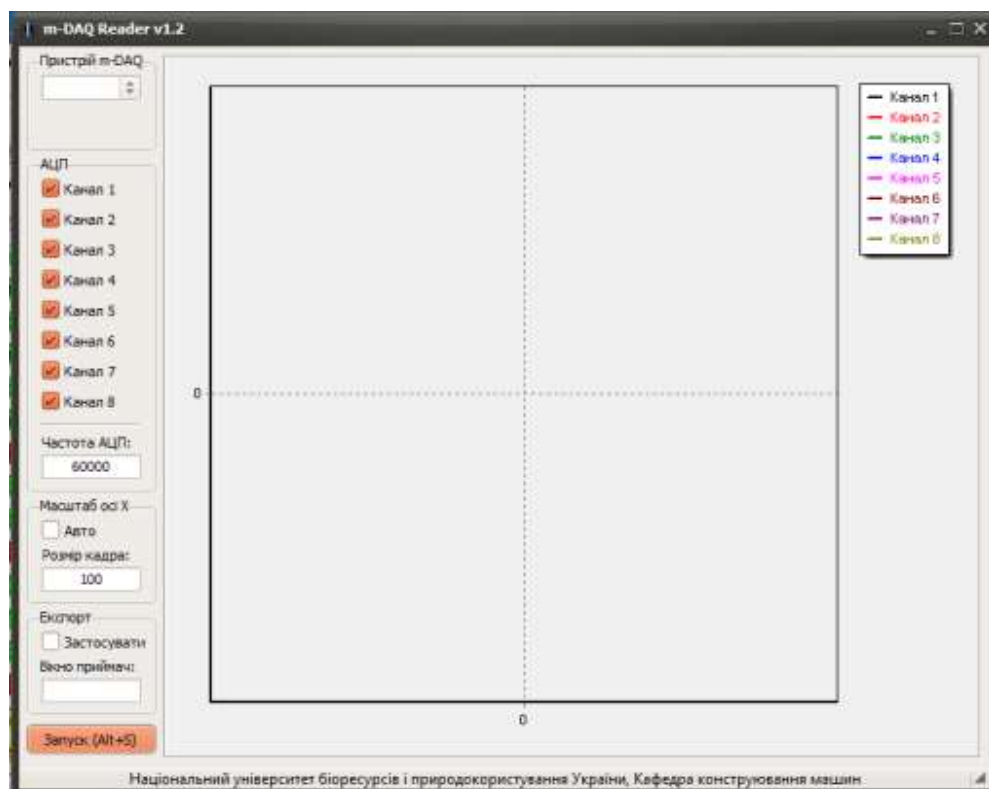 m-DAQ Reader v1.2
Пристрій m-DAQ
АЦП
Канал 1
Канал 2
Канал 3
Канал 4
Канал 5
Канал 6
Канал 7
Канал 8
Частота АЦП:
60000
Масштаб осі X
Авто
Розмір кадра:
100
Експорт
Застосувати
Вікно приймач:
Запуск (Alt+S)
0
0
Канал 1
Канал 2
Канал 3
Канал 4
Канал 5
Канал 6
Канал 7
Канал 8
Національний університет біоресурсів і природокористування України, Кафедра конструювання машин